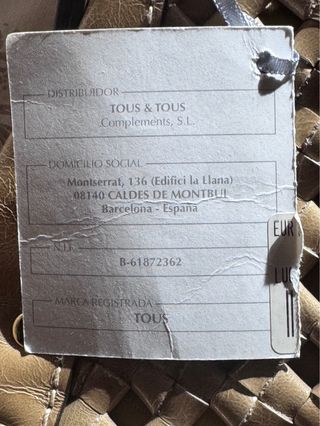 DISTRIBUIDOR
TOUS & TOUS
Complements, S.L.
DOMICILIO SOCIAL
Montserrat, 136 (Edifici la Llana)
08140 CALDES DE MONTBUI
Barcelona - España
EUR
N.I.F.
B-61872362
LUC
MARCA REGISTRADA
TOUS